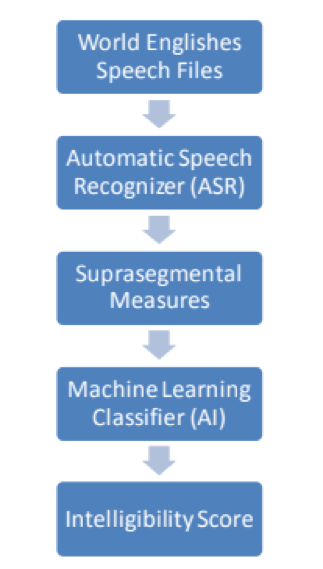 World Englishes
Speech Files
Automatic Speech
Recognizer (ASR)
Suprasegmental
Measures
Machine Learning
Classifier (AI)
Intelligibility Score